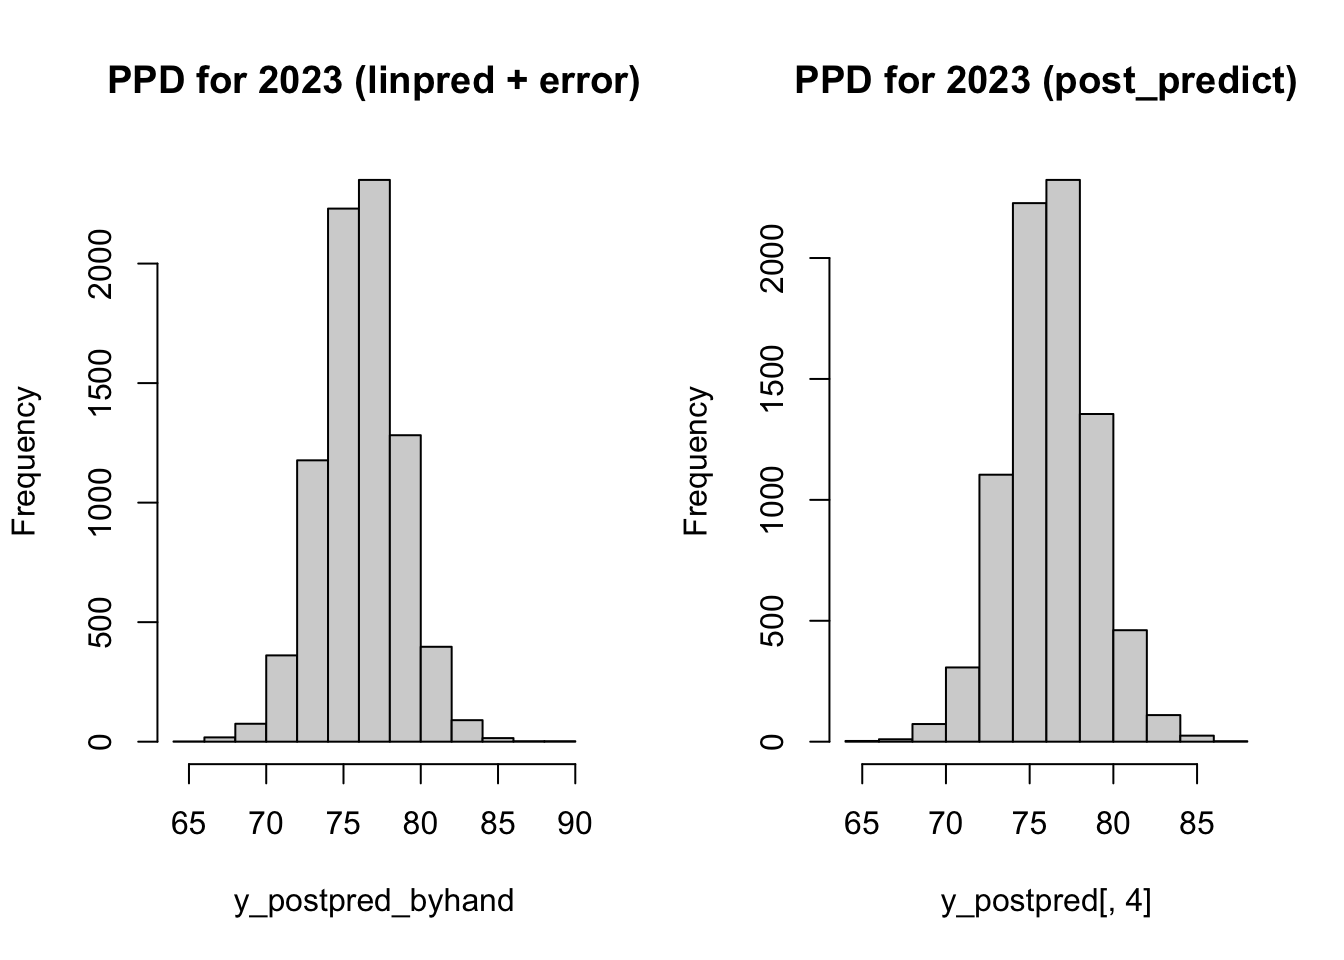 PPD for 2023 (linpred + error)
Frequency
0
500
1000
1500
2000
65 70 75 80 85 90
y_postpred_byhand
PPD for 2023 (post_predict)
Frequency
0
500
1000
1500
2000
65 70 75 80 85
y_postpred[, 4]